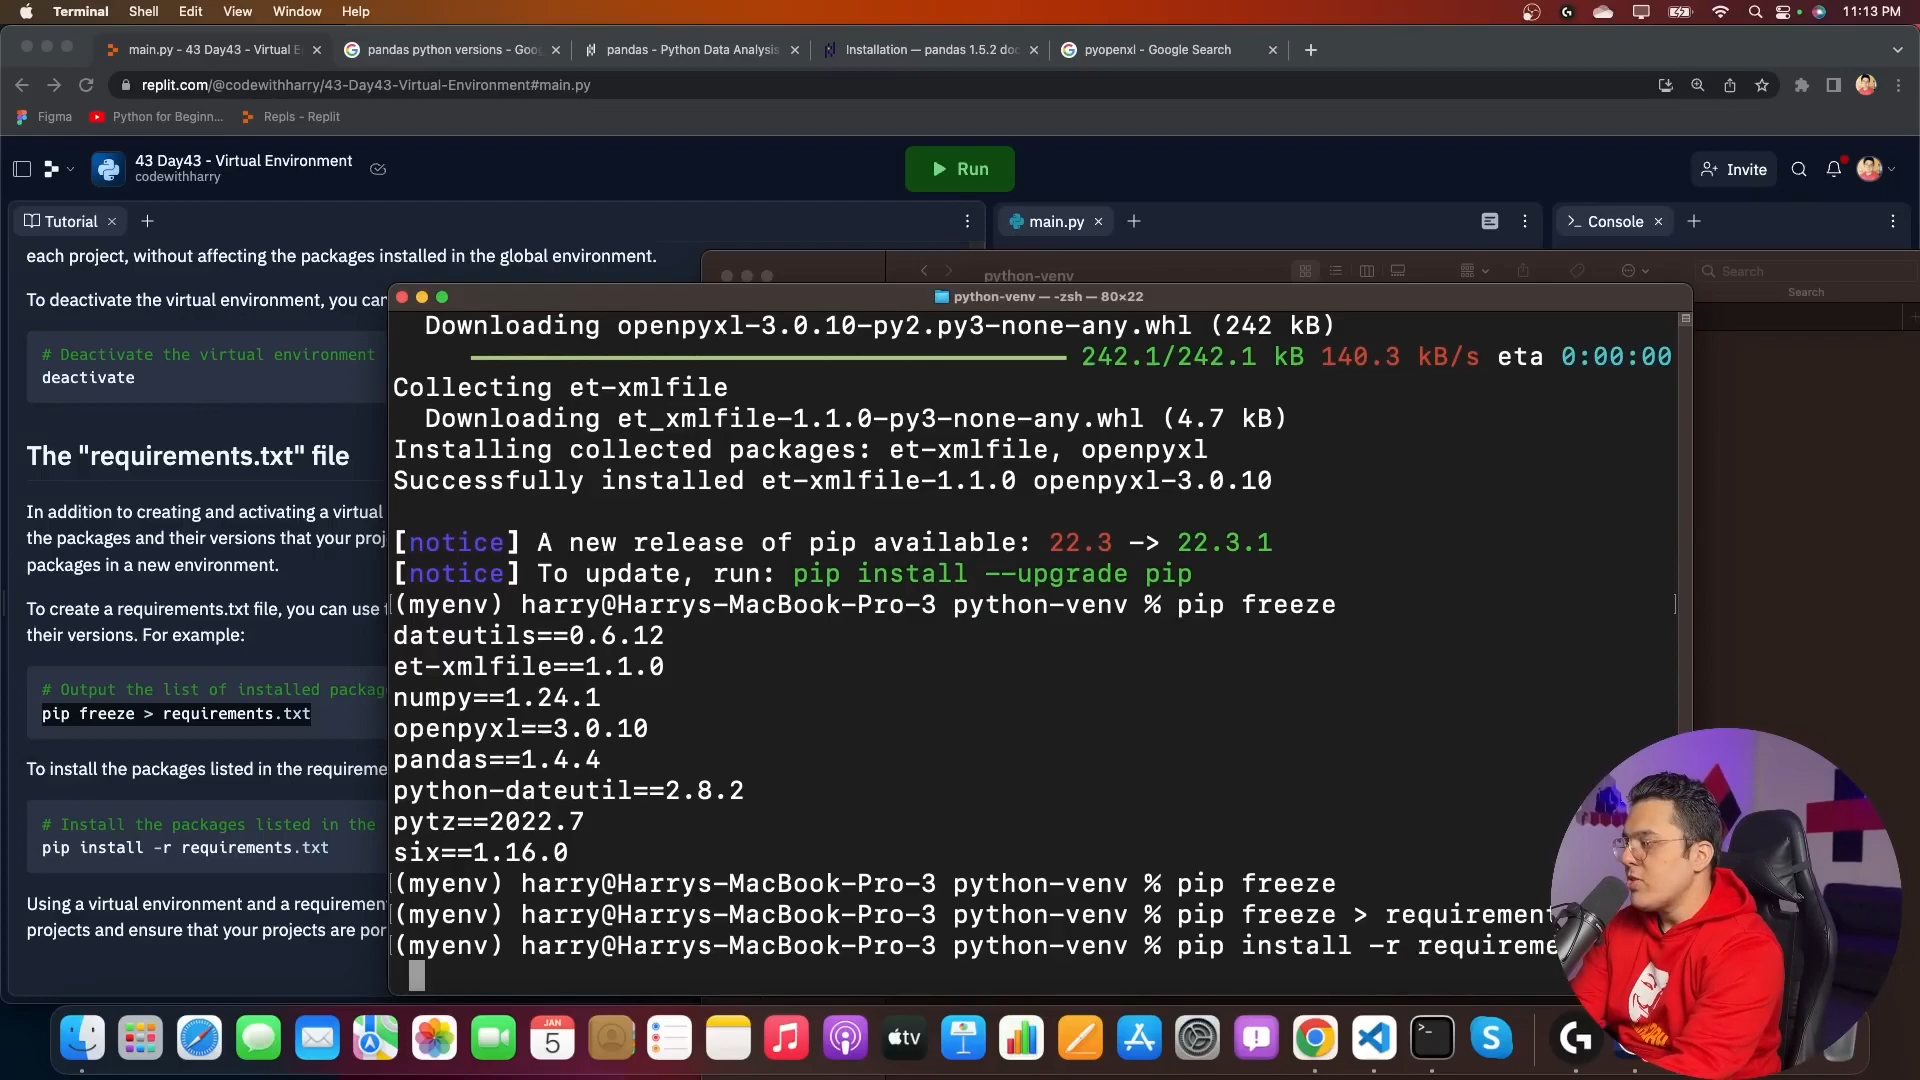 Terminal Shell Edit View Window Help
11:13 PM
main.py - 43 Day43 - Virtual E
pandas python versions - Goo
pandas - Python Data Analysis
Installation — pandas 1.5.2 doc
pyopenxl - Google Search
replit.com/@codewithharry/43-Day43-Virtual-Environment#main.py
Figma
Python for Beginn...
Repls - Replit
43 Day43 - Virtual Environment
codewithharry
Run
Invite
Tutorial
main.py
Console
each project, without affecting the packages installed in the global environment.
To deactivate the virtual environment, you can
# Deactivate the virtual environment
deactivate
The "requirements.txt" file
In addition to creating and activating a virtual
the packages and their versions that your proj
packages in a new environment.
To create a requirements.txt file, you can use
their versions. For example:
# Output the list of installed packag
pip freeze > requirements.txt
To install the packages listed in the requireme
# Install the packages listed in the
pip install -r requirements.txt
Using a virtual environment and a requiremen
projects and ensure that your projects are por
python-venv
Search
Search
python-venv — -zsh — 80×22
Downloading openpyxl-3.0.10-py2.py3-none-any.whl (242 kB)
242.1/242.1 kB 140.3 kB/s eta 0:00:00
Collecting et-xmlfile
Downloading et_xmlfile-1.1.0-py3-none-any.whl (4.7 kB)
Installing collected packages: et-xmlfile, openpyxl
Successfully installed et-xmlfile-1.1.0 openpyxl-3.0.10
[notice] A new release of pip available: 22.3 -> 22.3.1
[notice] To update, run: pip install --upgrade pip
(myenv) harry@Harrys-MacBook-Pro-3 python-venv % pip freeze
dateutils==0.6.12
et-xmlfile==1.1.0
numpy==1.24.1
openpyxl==3.0.10
pandas==1.4.4
python-dateutil==2.8.2
pytz==2022.7
six==1.16.0
(myenv) harry@Harrys-MacBook-Pro-3 python-venv % pip freeze
(myenv) harry@Harrys-MacBook-Pro-3 python-venv % pip freeze > requirement
(myenv) harry@Harrys-MacBook-Pro-3 python-venv % pip install -r requireme
JAN
5
tv